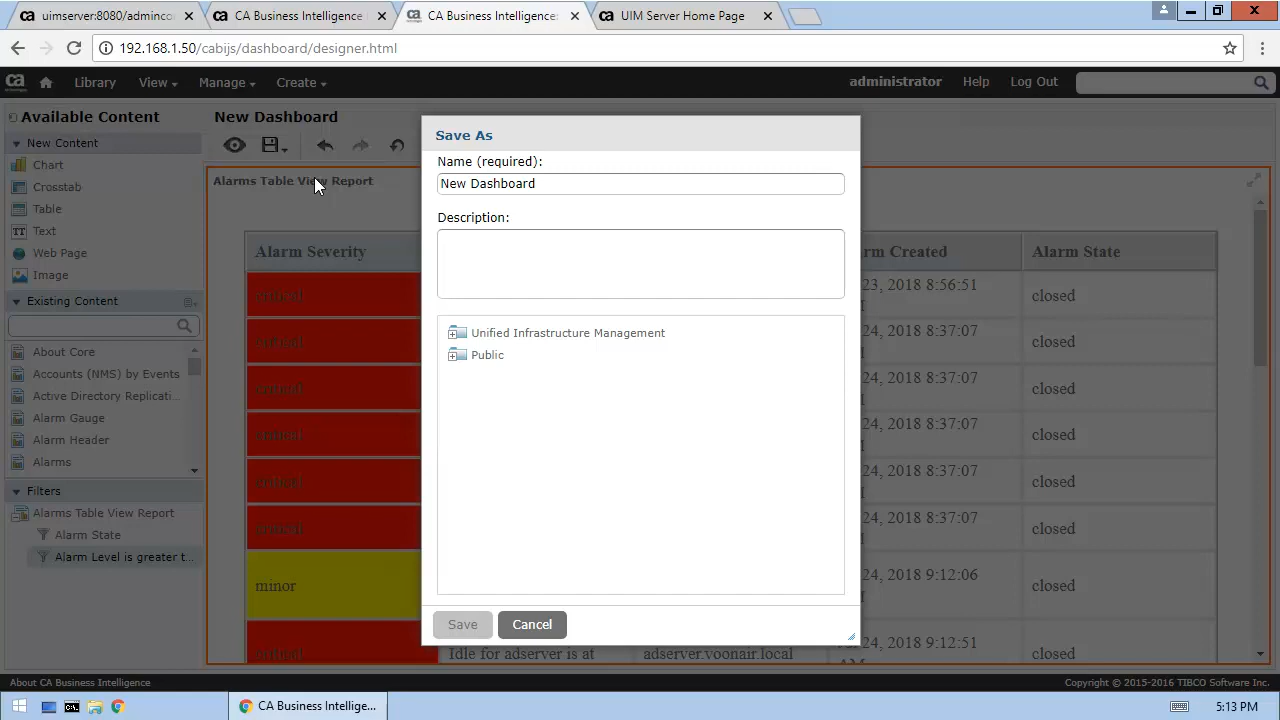 uimserver:8080/adminco
CA Business Intelligence
CA Business Intelligence:
UIM Server Home Page
192.168.1.50/cabijs/dashboard/designer.html
ca
Library
View
Manage
Create
administrator
Help
Log Out
Available Content
New Dashboard
New Content
Chart
Crosstab
Table
Text
Web Page
Image
Existing Content
About Core
Accounts (NMS) by Events
Active Directory Replicati...
Alarm Gauge
Alarm Header
Alarms
Filters
Alarms Table View Report
Alarm State
Alarm Level is greater t...
Alarms Table View Report
Alarm Severity
rm Created
Alarm State
critical
23, 2018 8:56:51
closed
critical
24, 2018 8:37:07
closed
critical
24, 2018 8:37:07
closed
critical
24, 2018 8:37:07
closed
critical
24, 2018 8:37:07
closed
critical
24, 2018 8:37:07
closed
minor
24, 2018 9:12:06
closed
critical
Idle for adserver is at
adserver.voonair.local
24, 2018 9:12:51
closed
Save As
Name (required):
New Dashboard
Description:
Unified Infrastructure Management
Public
Save
Cancel
About CA Business Intelligence
Copyright © 2015-2016 TIBCO Software Inc.
CA Business Intellige...
5:13 PM